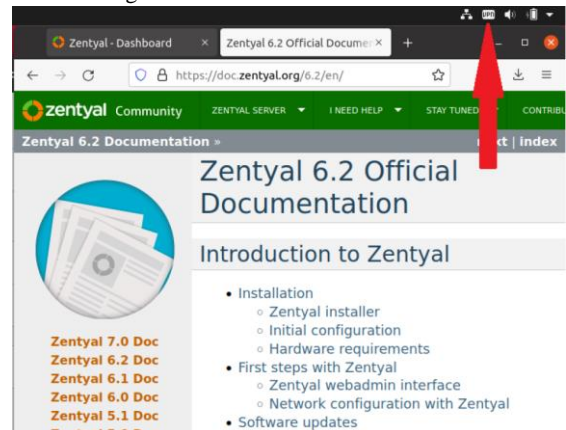 Zentyal - Dashboard
Zentyal 6.2 Official Docume
https://doc.zentyal.org/6.2/en/
zentyal Community
ZENTYAL SERVER
I NEED HELP
STAY TUNED
CONTRIBU
Zentyal 6.2 Documentation »
| index
Zentyal 6.2 Official
Documentation
Introduction to Zentyal
Installation
Zentyal installer
Initial configuration
Hardware requirements
First steps with Zentyal
Zentyal webadmin interface
Network configuration with Zentyal
Software updates
Zentyal 7.0 Doc
Zentyal 6.2 Doc
Zentyal 6.1 Doc
Zentyal 6.0 Doc
Zentyal 5.1 Doc